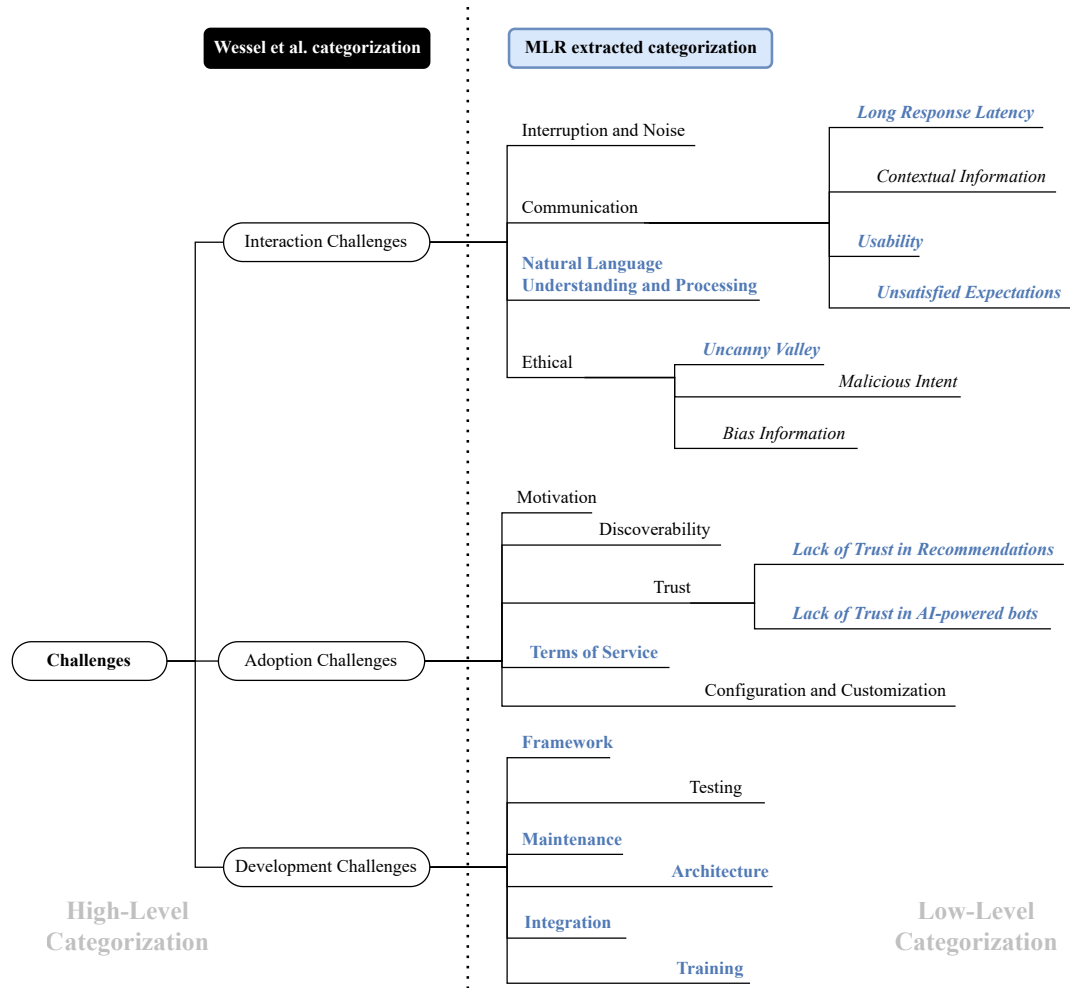 Wessel et al. categorization
MLR extracted categorization
Long Response Latency
Interruption and Noise
Contextual Information
Communication
Interaction Challenges
Usability
Natural Language
Understanding and Processing
Unsatisfied Expectations
Uncanny Valley
Ethical
Malicious Intent
Bias Information
Motivation
Discoverability
Lack of Trust in Recommendations
Trust
Lack of Trust in AI-powered bots
Challenges
Adoption Challenges
Terms of Service
Configuration and Customization
Framework
Testing
Maintenance
Development Challenges
Architecture
High-Level
Categorization
Integration
Low-Level
Categorization
Training